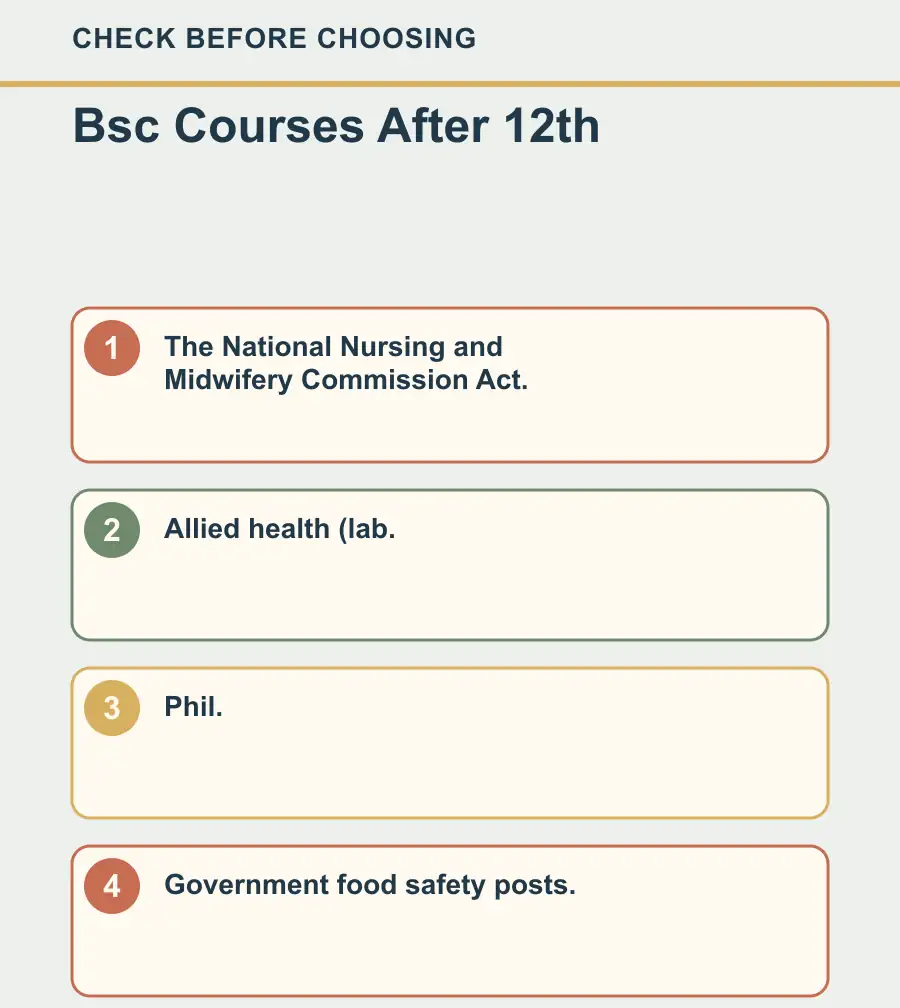 CHECK BEFORE CHOOSING
Bsc Courses After 12th
1
The National Nursing and
Midwifery Commission Act.
2
Allied health (lab.
3
Phil.
4
Government food safety posts.